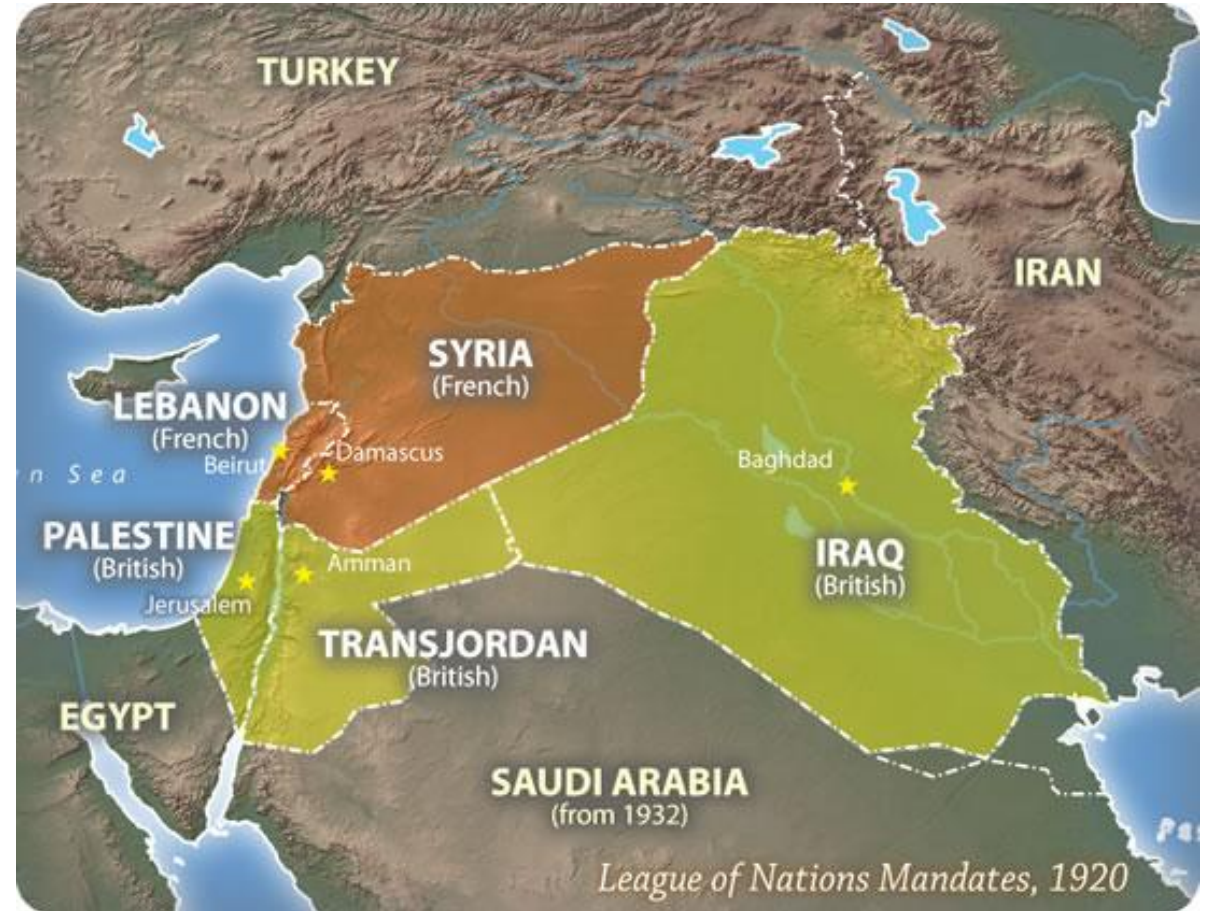 TURKEY
IRAN
SYRIA
(French)
LEBANON
(French)
Beirut
Damascus
n Sea
Baghdad
PALESTINE
(British)
IRAQ
(British)
Amman
Jerusalem
TRANSJORDAN
(British)
EGYPT
SAUDI ARABIA
(from 1932)
Pe
League of Nations Mandates, 1920